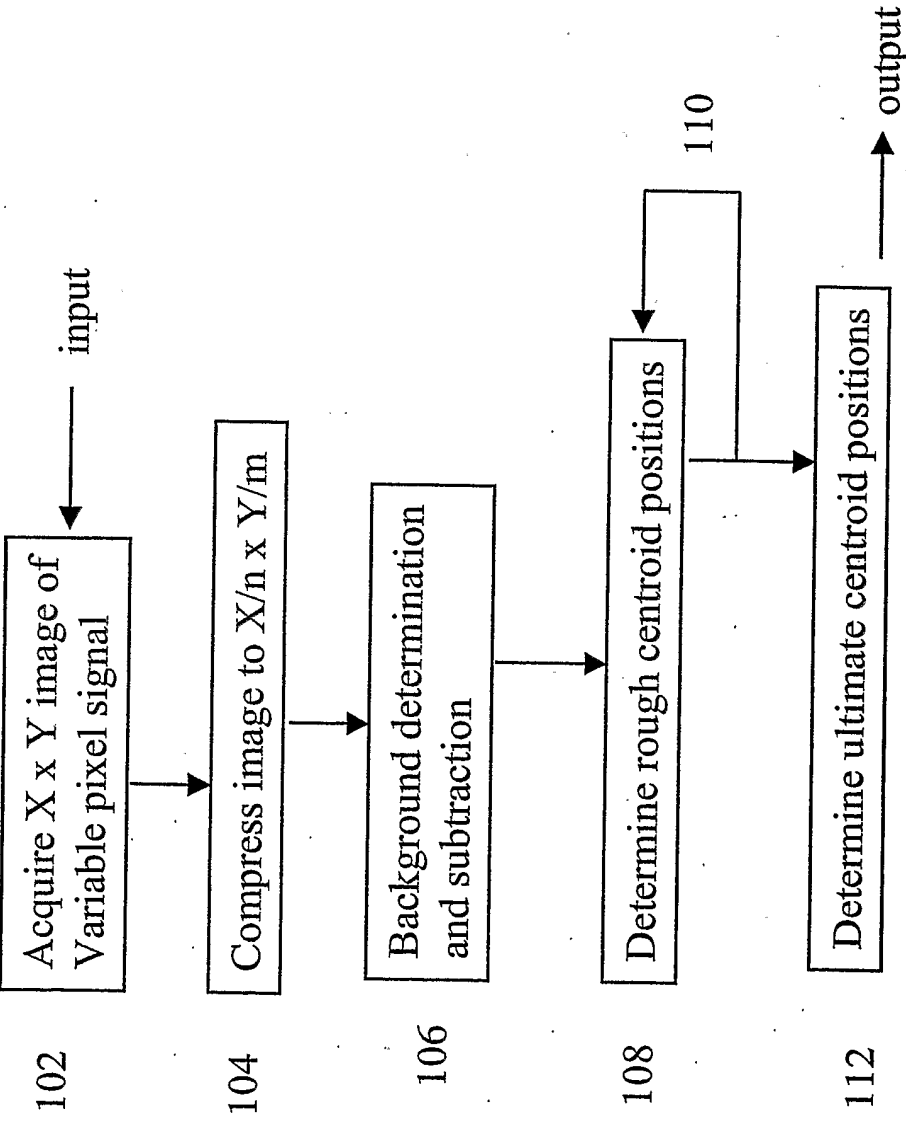 102
Acquire X x Y image of
Variable pixel signal
input
104
Compress image to X/n x Y/m
106
Background determination
and subtraction
108
Determine rough centroid positions
110
112
Determine ultimate centroid positions
output